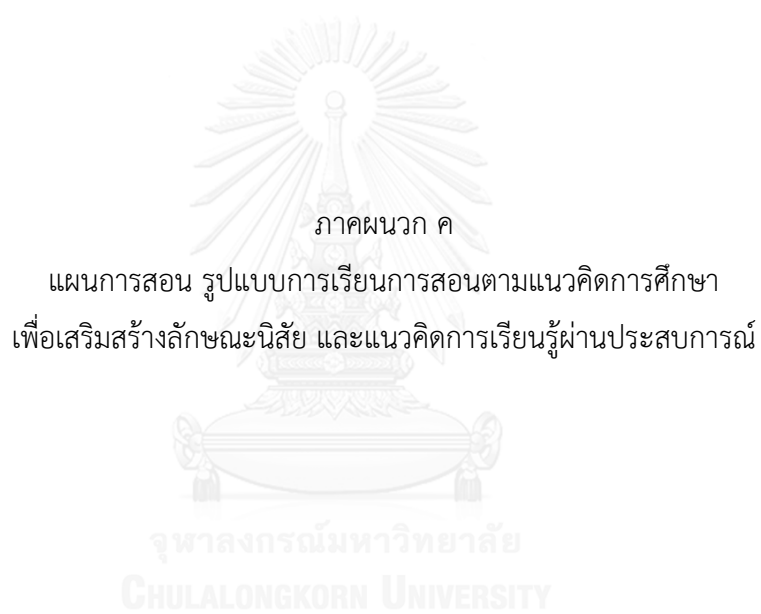 ภาคผนวก ค
แผนการสอน รูปแบบการเรียนการสอนตามแนวคิดการศึกษา
เพื่อเสริมสร้างลักษณะนิสัย และแนวคิดการเรียนรู้ผ่านประสบการณ์
จุฬาลงกรณ์มหาวิทยาลัย
CHULALONGKORN UNIVERSITY